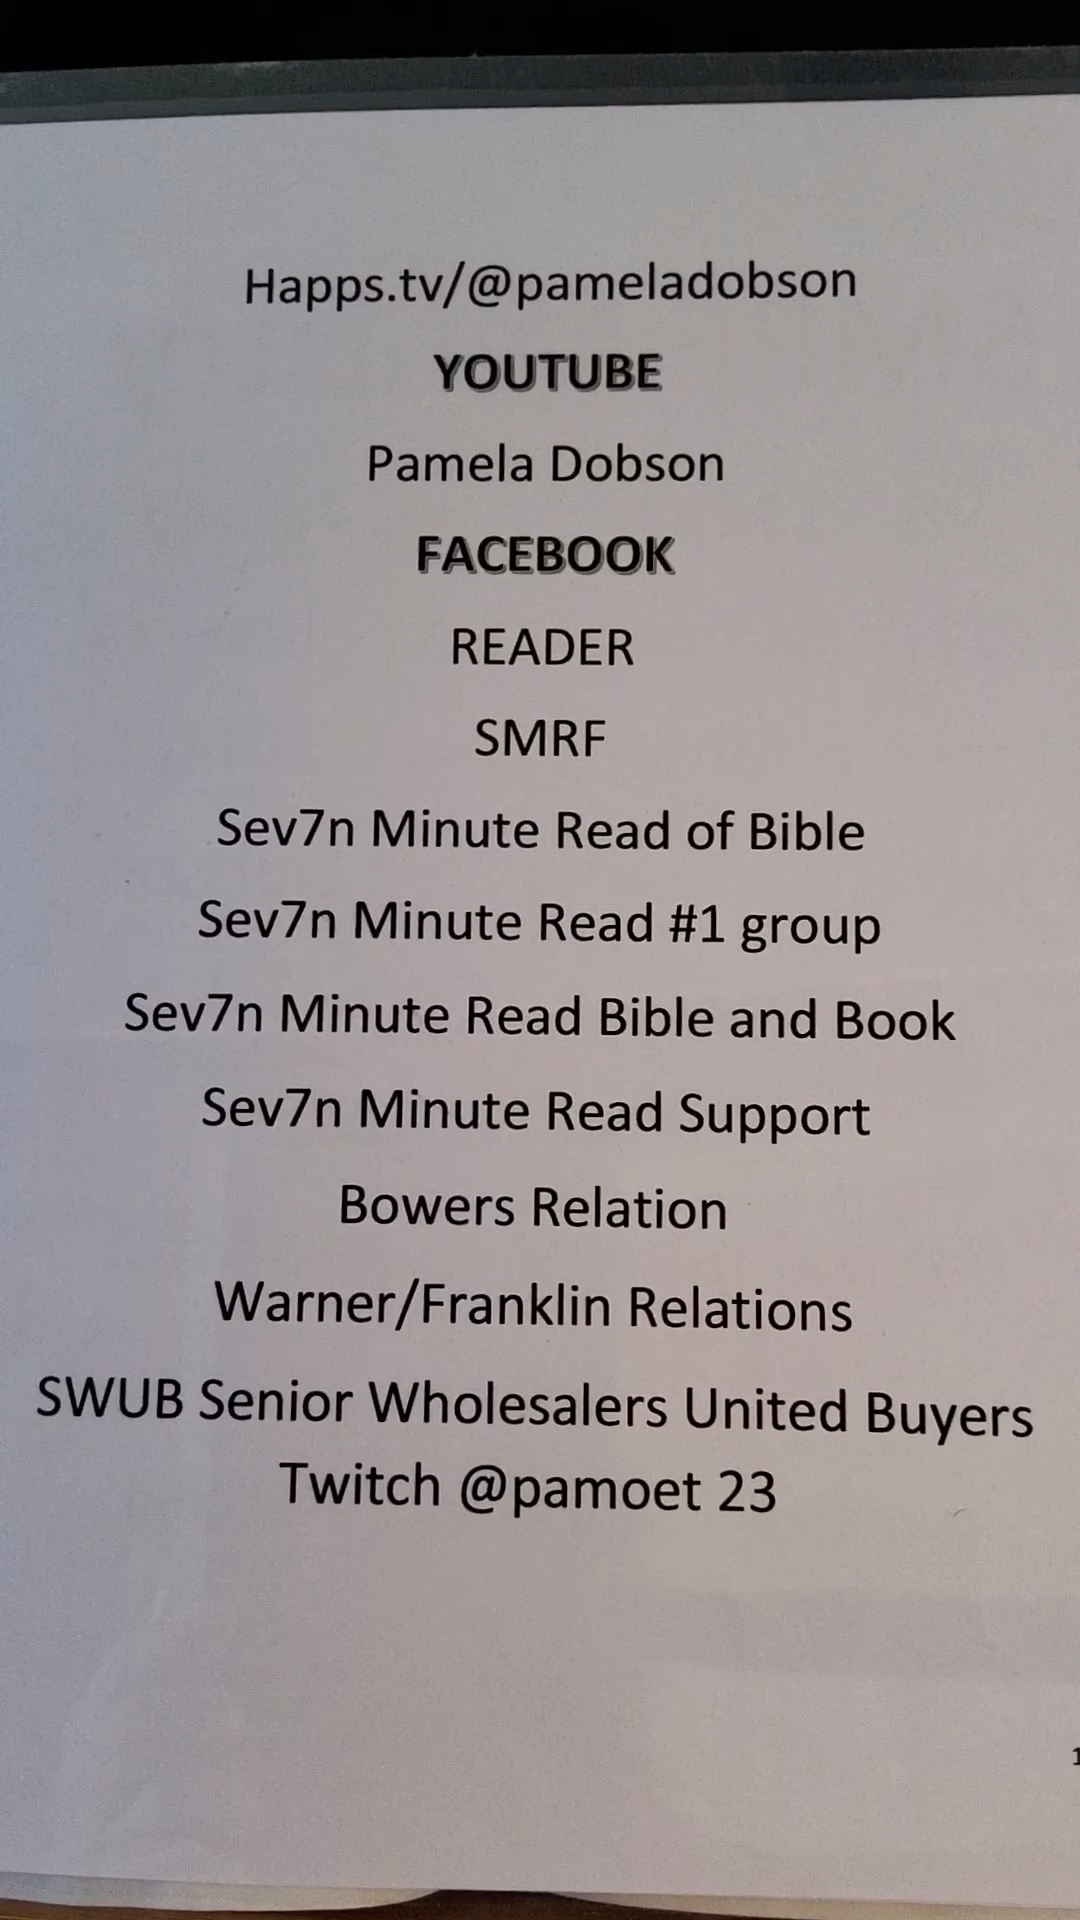 Happs.tv/@pameladobson
YOUTUBE
Pamela Dobson
FACEBOOK
READER
SMRF
Sev7n Minute Read of Bible
Sev7n Minute Read #1 group
Sev7n Minute Read Bible and Book
Sev7n Minute Read Support
Bowers Relation
Warner/Franklin Relations
SWUB Senior Wholesalers United Buyers
Twitch @pamoet 23
1